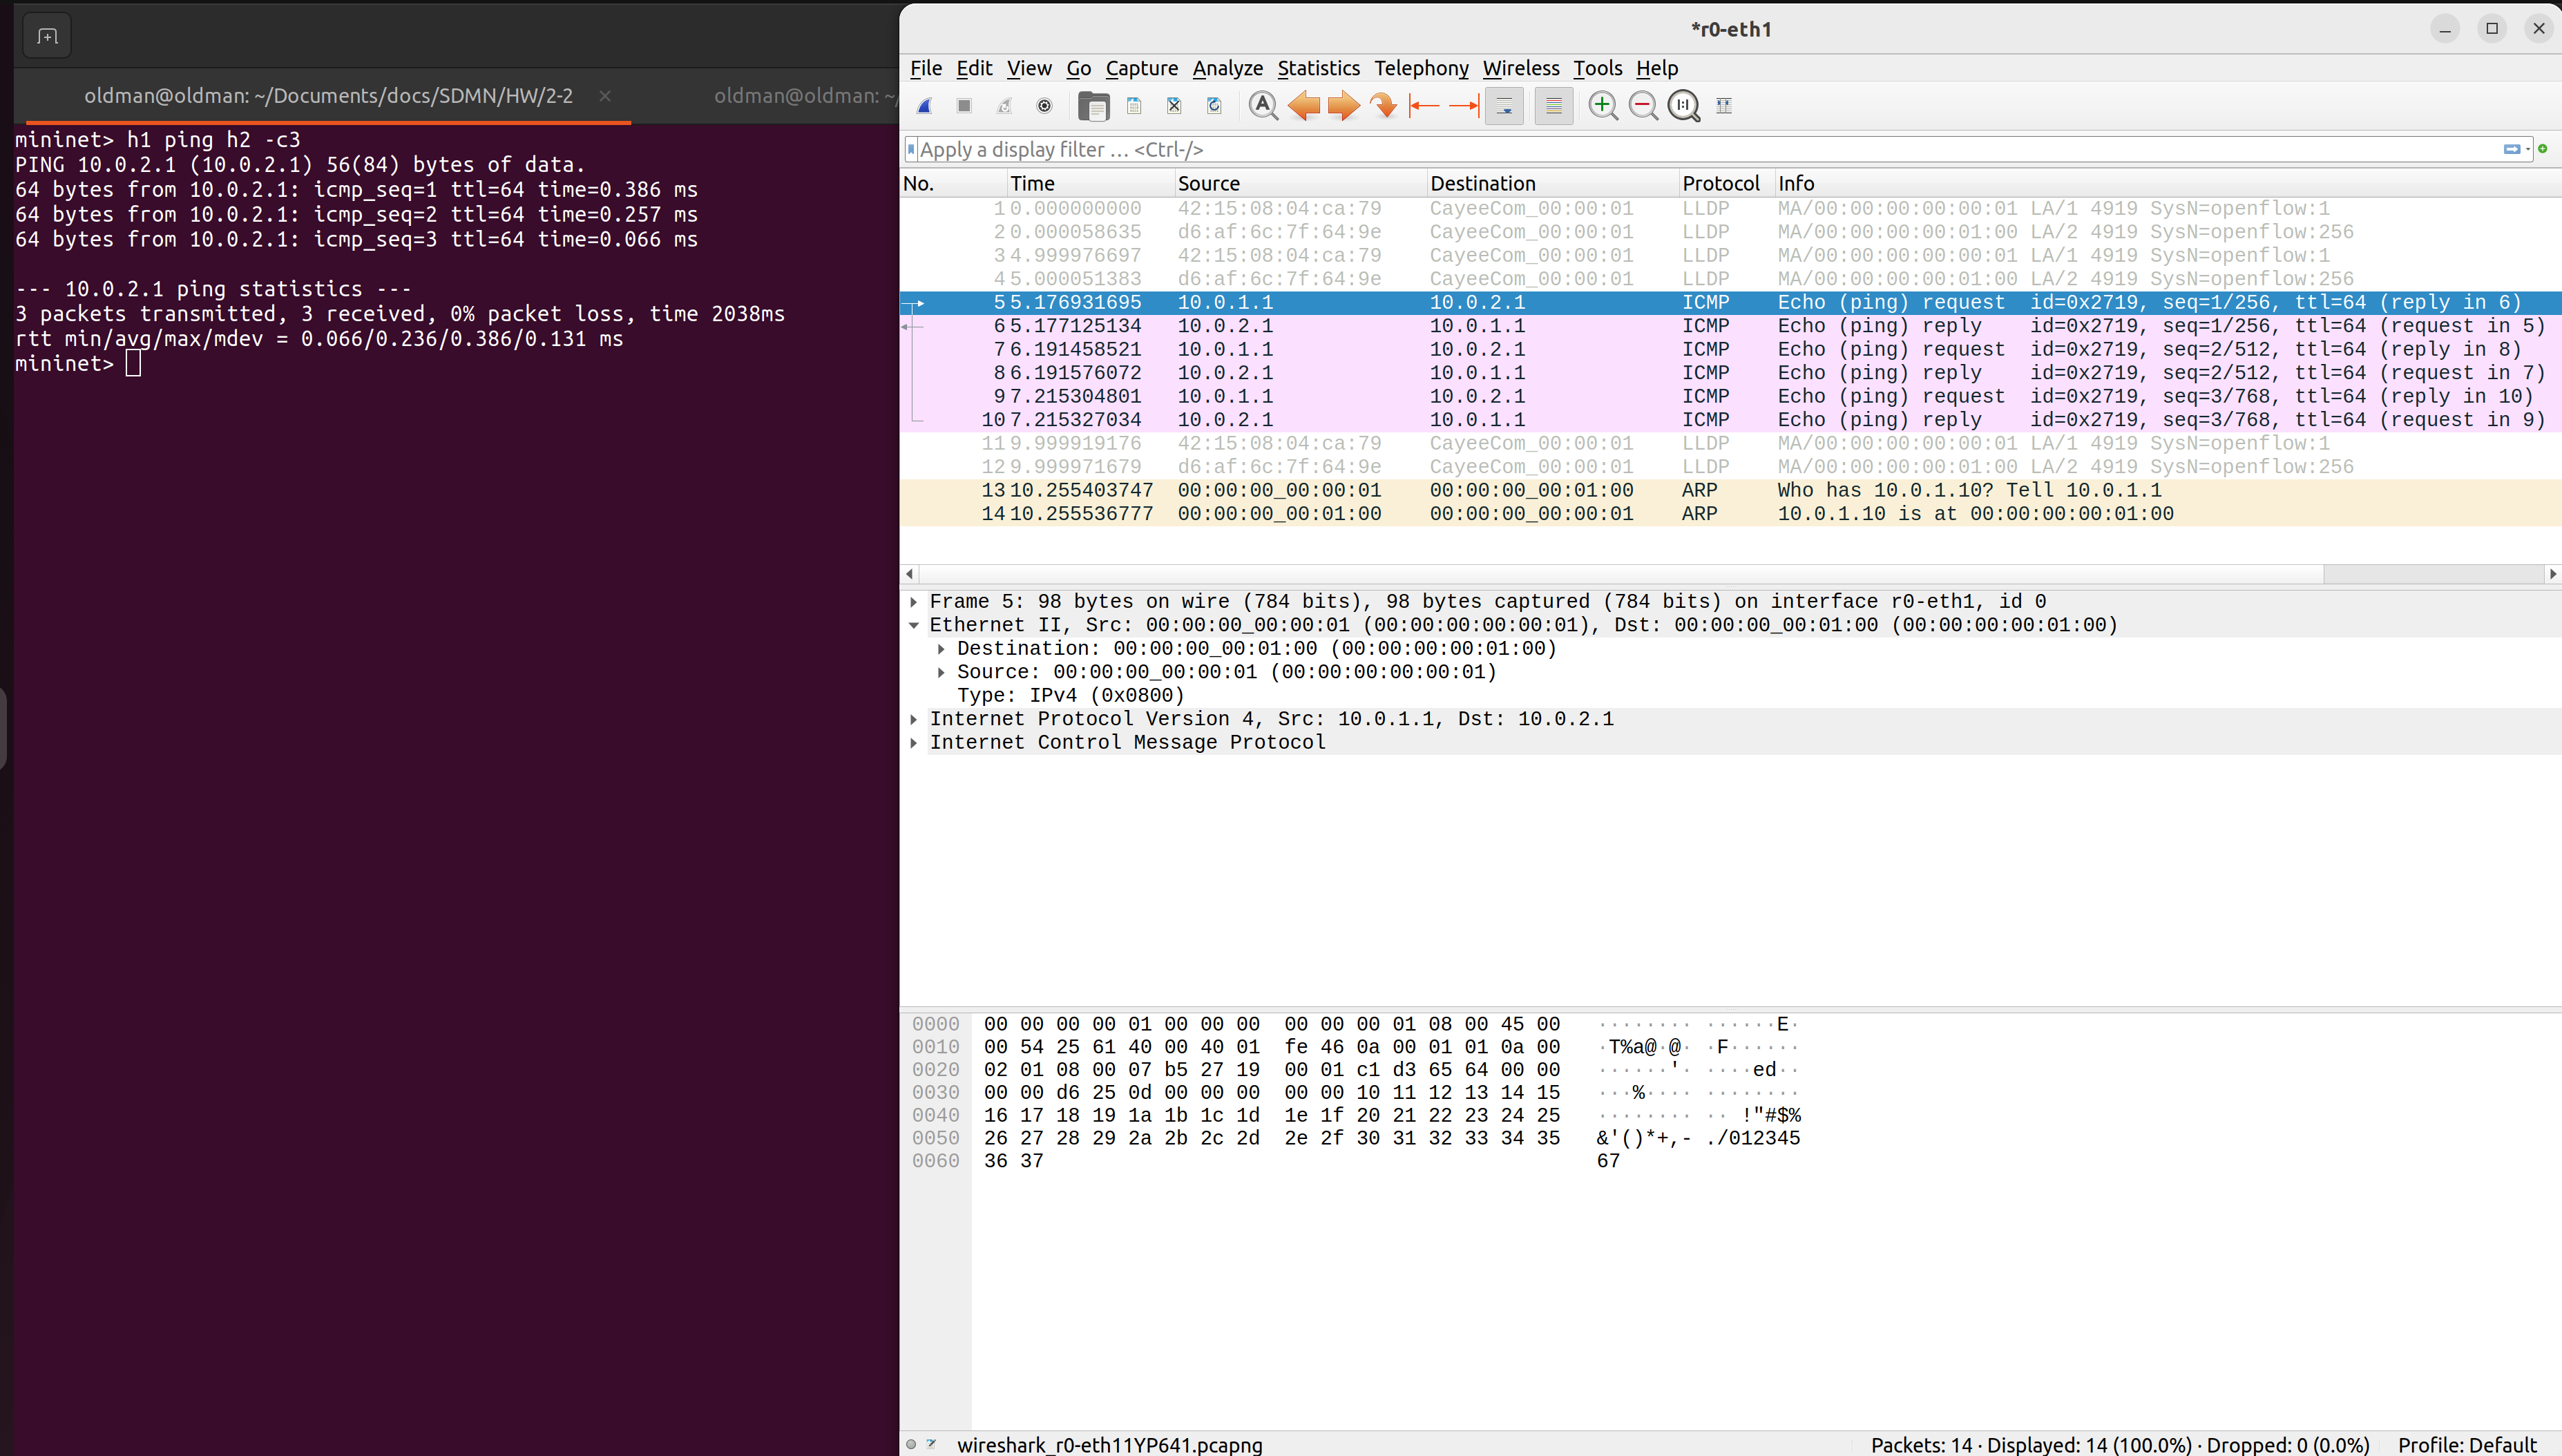 oldman@oldman: ~/Documents/docs/SDMN/HW/2-2
oldman@oldman: ~/
mininet> h1 ping h2 -c3
PING 10.0.2.1 (10.0.2.1) 56(84) bytes of data.
64 bytes from 10.0.2.1: icmp_seq=1 ttl=64 time=0.386 ms
64 bytes from 10.0.2.1: icmp_seq=2 ttl=64 time=0.257 ms
64 bytes from 10.0.2.1: icmp_seq=3 ttl=64 time=0.066 ms
--- 10.0.2.1 ping statistics ---
3 packets transmitted, 3 received, 0% packet loss, time 2038ms
rtt min/avg/max/mdev = 0.066/0.236/0.386/0.131 ms
mininet>
*r0-eth1
File Edit View Go Capture Analyze Statistics Telephony Wireless Tools Help
Apply a display filter … <Ctrl-/>
No. Time Source Destination Protocol Info
1 0.000000000 42:15:08:04:ca:79 CayeeCom_00:00:01 LLDP MA/00:00:00:00:00:01 LA/1 4919 SysN=openflow:1
2 0.000058635 d6:af:6c:7f:64:9e CayeeCom_00:00:01 LLDP MA/00:00:00:00:01:00 LA/2 4919 SysN=openflow:256
3 4.999976697 42:15:08:04:ca:79 CayeeCom_00:00:01 LLDP MA/00:00:00:00:00:01 LA/1 4919 SysN=openflow:1
4 5.000051383 d6:af:6c:7f:64:9e CayeeCom_00:00:01 LLDP MA/00:00:00:00:01:00 LA/2 4919 SysN=openflow:256
5 5.176931695 10.0.1.1 10.0.2.1 ICMP Echo (ping) request id=0x2719, seq=1/256, ttl=64 (reply in 6)
6 5.177125134 10.0.2.1 10.0.1.1 ICMP Echo (ping) reply id=0x2719, seq=1/256, ttl=64 (request in 5)
7 6.191458521 10.0.1.1 10.0.2.1 ICMP Echo (ping) request id=0x2719, seq=2/512, ttl=64 (reply in 8)
8 6.191576072 10.0.2.1 10.0.1.1 ICMP Echo (ping) reply id=0x2719, seq=2/512, ttl=64 (request in 7)
9 7.215304801 10.0.1.1 10.0.2.1 ICMP Echo (ping) request id=0x2719, seq=3/768, ttl=64 (reply in 10)
10 7.215327034 10.0.2.1 10.0.1.1 ICMP Echo (ping) reply id=0x2719, seq=3/768, ttl=64 (request in 9)
11 9.999919176 42:15:08:04:ca:79 CayeeCom_00:00:01 LLDP MA/00:00:00:00:00:01 LA/1 4919 SysN=openflow:1
12 9.999971679 d6:af:6c:7f:64:9e CayeeCom_00:00:01 LLDP MA/00:00:00:00:01:00 LA/2 4919 SysN=openflow:256
13 10.255403747 00:00:00_00:00:01 00:00:00_00:01:00 ARP Who has 10.0.1.10? Tell 10.0.1.1
14 10.255536777 00:00:00_00:01:00 00:00:00_00:00:01 ARP 10.0.1.10 is at 00:00:00:00:01:00
Frame 5: 98 bytes on wire (784 bits), 98 bytes captured (784 bits) on interface r0-eth1, id 0
Ethernet II, Src: 00:00:00_00:00:01 (00:00:00:00:00:01), Dst: 00:00:00_00:01:00 (00:00:00:00:01:00)
Destination: 00:00:00_00:01:00 (00:00:00:00:01:00)
Source: 00:00:00_00:00:01 (00:00:00:00:00:01)
Type: IPv4 (0x0800)
Internet Protocol Version 4, Src: 10.0.1.1, Dst: 10.0.2.1
Internet Control Message Protocol
0000 00 00 00 00 01 00 00 00 00 00 00 01 08 00 45 00 ········ ······E·
0010 00 54 25 61 40 00 40 01 fe 46 0a 00 01 01 0a 00 ·T%a@·@· ·F······
0020 02 01 08 00 07 b5 27 19 00 01 c1 d3 65 64 00 00 ······'· ····ed··
0030 00 00 d6 25 0d 00 00 00 00 00 10 11 12 13 14 15 ···%···· ········
0040 16 17 18 19 1a 1b 1c 1d 1e 1f 20 21 22 23 24 25 ········ ·· !"#$%
0050 26 27 28 29 2a 2b 2c 2d 2e 2f 30 31 32 33 34 35 &'()*+,- ./012345
0060 36 37 67
wireshark_r0-eth11YP641.pcapng
Packets: 14 · Displayed: 14 (100.0%) · Dropped: 0 (0.0%)
Profile: Default